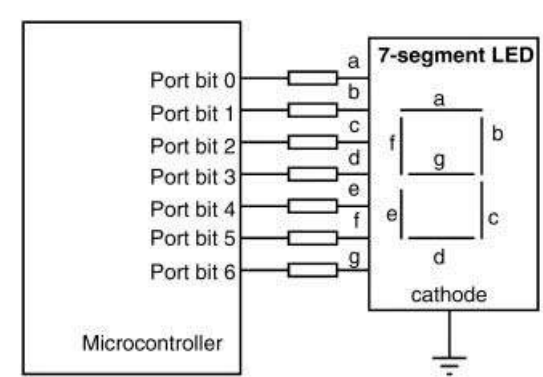 Port bit 0
Port bit 1
Port bit 2
Port bit 3
Port bit 4
Port bit 5
Port bit 6
Microcontroller
a
b
c
d
e
f
g
7-segment LED
a
f
b
g
e
c
d
cathode